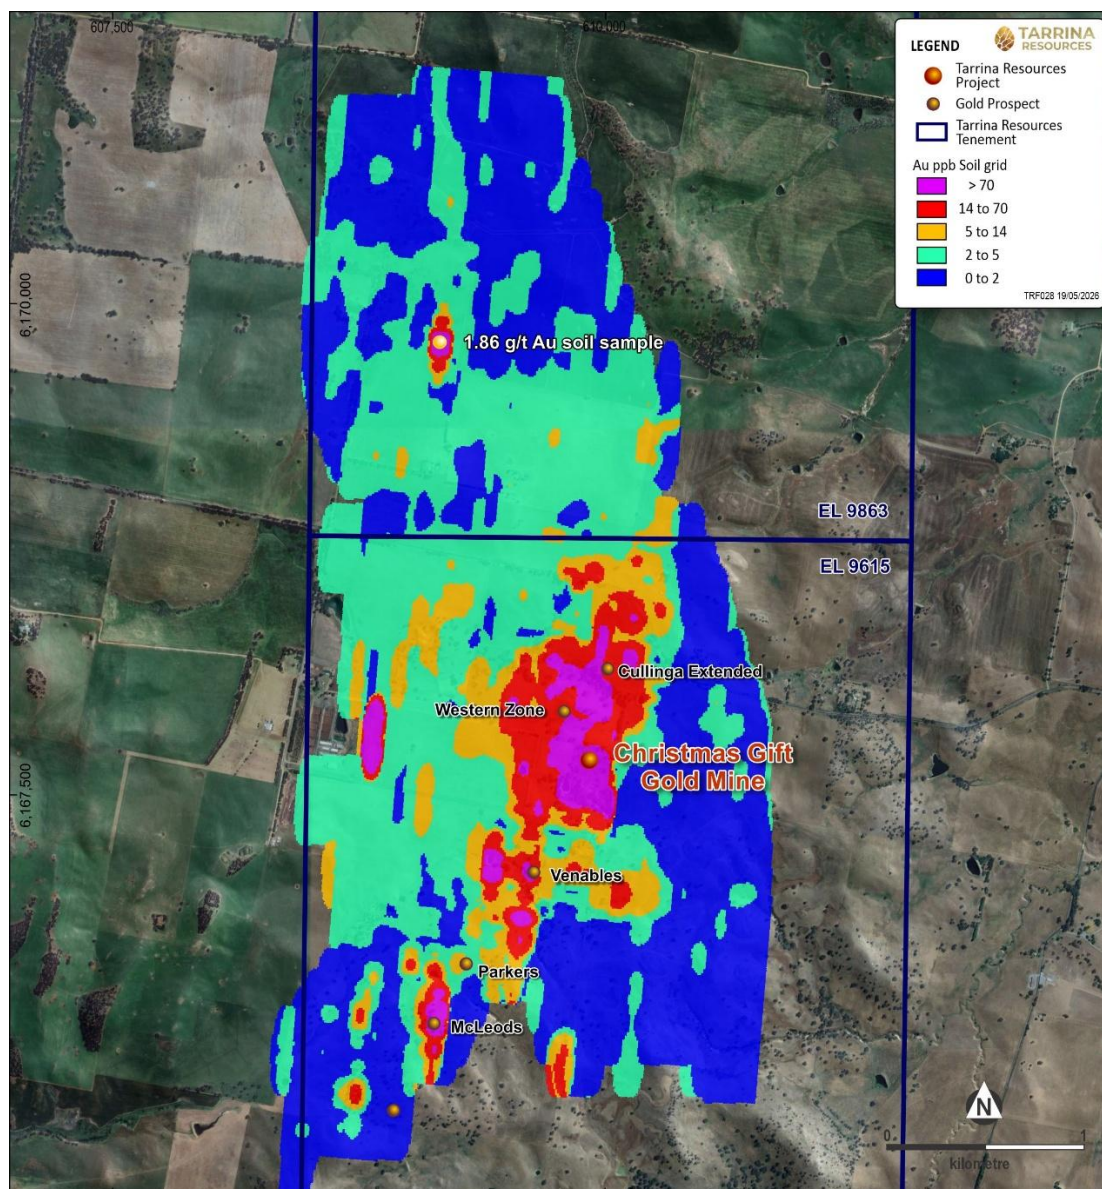 607,500
610,000
LEGEND
TARRINA
RESOURCES
Tarrina Resources
Project
Gold Prospect
Tarrina Resources
Tenement
Au ppb Soil grid
> 70
14 to 70
5 to 14
2 to 5
0 to 2
TRF028 19/05/2026
6,170,000
1.86 g/t Au soil sample
EL 9863
EL 9615
Cullinga Extended
Western Zone
Christmas Gift
Gold Mine
6,167,500
Venables
Parkers
McLeods
N
0
1
kilometre